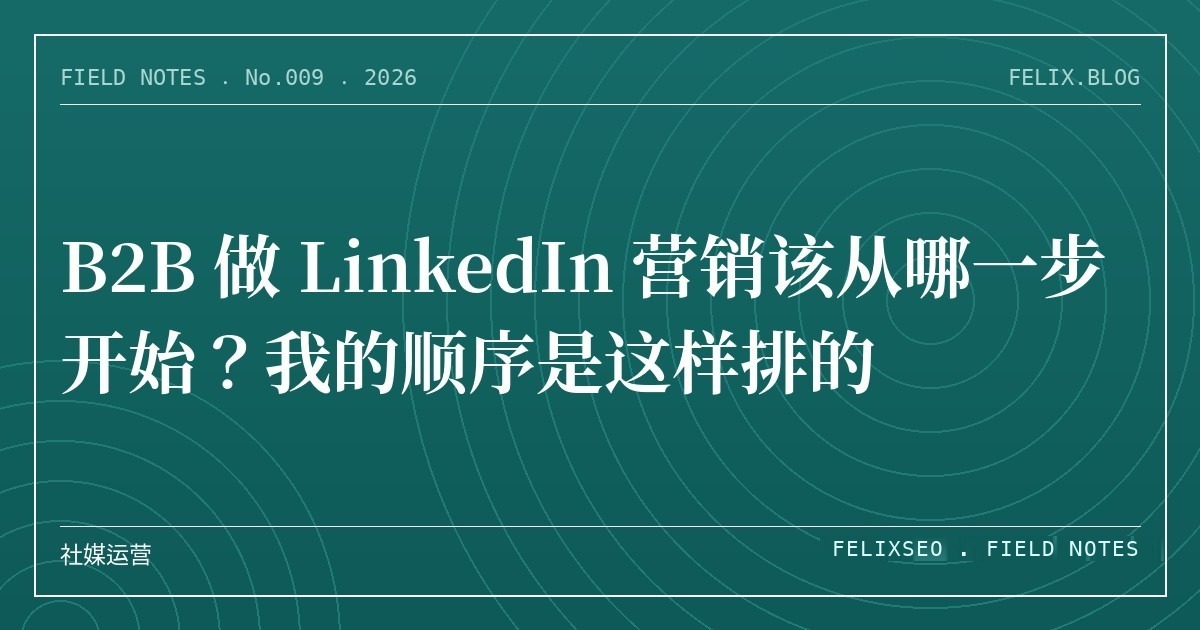 FIELD NOTES . No.009 . 2026
FELIX.BLOG
B2B 做 LinkedIn 营销该从哪一步
开始？我的顺序是这样排的
社媒运营
FELIXSEO . FIELD NOTES